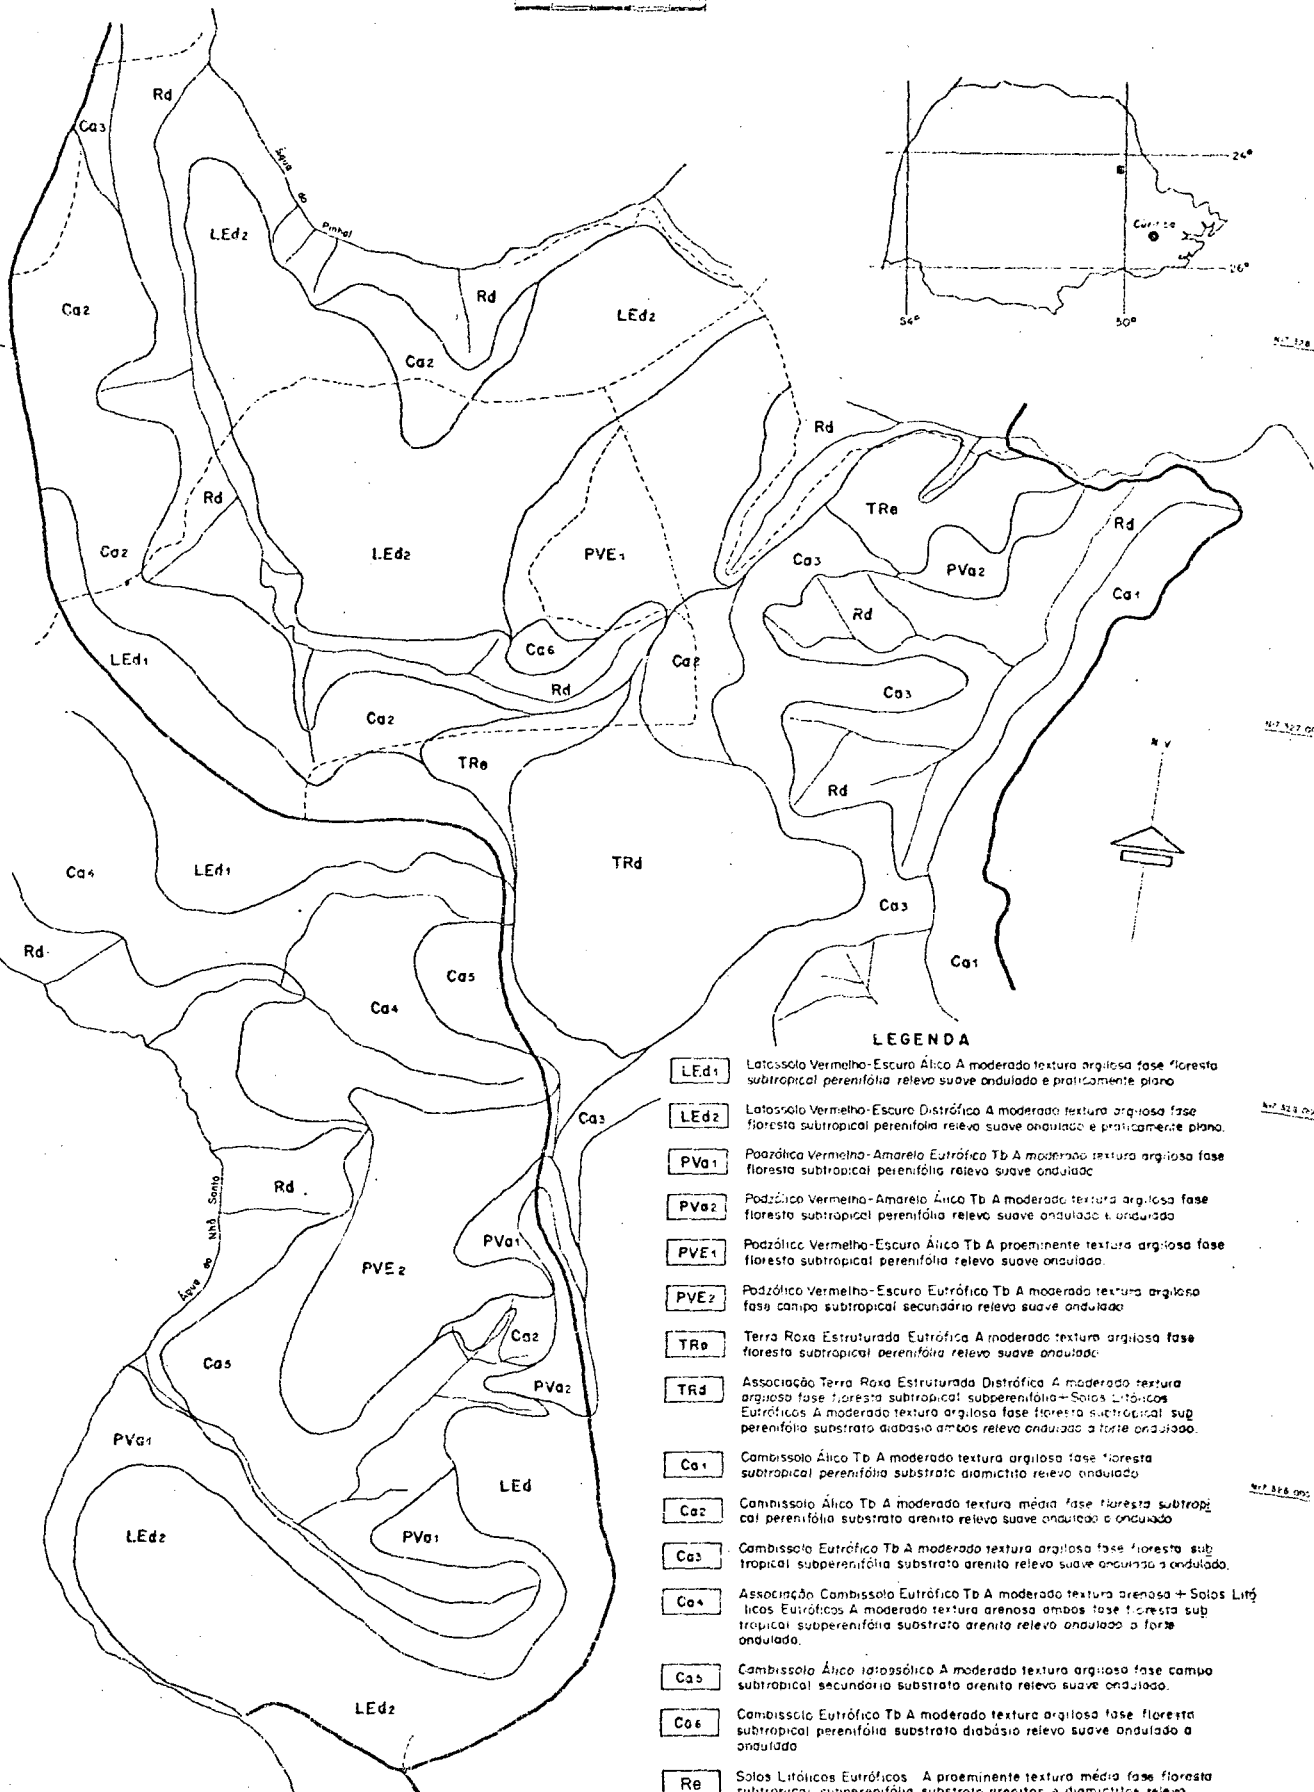 Rd
Ca3
Água do Pinhal
LEd2
Ca2
Rd
LEd2
Ca2
24°
Curitiba
26°
54°
50°
Rd
Rd
TRe
Rd
Ca2
LEd2
PVE1
Ca3
PVa2
Ca1
Rd
LEd1
Ca6
Ca2
Rd
Ca3
Ca2
TRe
Rd
N V
TRd
Ca4
LEd1
Ca3
Rd
Ca5
Ca1
Ca4
Ca3
Rd
Água do Nhô Santo
PVa1
PVE2
Ca2
Ca5
PVa2
PVa1
LEd
LEd2
PVa1
LEd2
LEGENDA
LEd1 Latossolo Vermelho-Escuro Álico A moderado textura argilosa fase floresta
subtropical perenifólia relevo suave ondulado e praticamente plano
LEd2 Latossolo Vermelho-Escuro Distrófico A moderado textura argilosa fase
floresta subtropical perenifólia relevo suave ondulado e praticamente plano.
PVa1 Podzólico Vermelho-Amarelo Eutrófico Tb A moderado textura argilosa fase
floresta subtropical perenifólia relevo suave ondulado
PVa2 Podzólico Vermelho-Amarelo Álico Tb A moderado textura argilosa fase
floresta subtropical perenifólia relevo suave ondulado e ondulado
PVE1 Podzólico Vermelho-Escuro Álico Tb A proeminente textura argilosa fase
floresta subtropical perenifólia relevo suave ondulado.
PVE2 Podzólico Vermelho-Escuro Eutrófico Tb A moderado textura argilosa
fase campo subtropical secundário relevo suave ondulado
TRe Terra Roxa Estruturada Eutrófica A moderado textura argilosa fase
floresta subtropical perenifólia relevo suave ondulado
TRd Associação Terra Roxa Estruturada Distrófica A moderado textura
argilosa fase floresta subtropical subperenifólia + Solos Litólicos
Eutróficos A moderado textura argilosa fase floresta subtropical sub
perenifólia substrato diabásio ambos relevo ondulado a forte ondulado.
Ca1 Cambissolo Álico Tb A moderado textura argilosa fase floresta
subtropical perenifólia substrato diamictito relevo ondulado
Ca2 Cambissolo Álico Tb A moderado textura média fase floresta subtropi
cal perenifólia substrato arenito relevo suave ondulado a ondulado
Ca3 Cambissolo Eutrófico Tb A moderado textura argilosa fase floresta sub
tropical subperenifólia substrato arenito relevo suave ondulado a ondulado.
Ca4 Associação Cambissolo Eutrófico Tb A moderado textura arenosa + Solos Litó
licos Eutróficos A moderado textura arenosa ambos fase floresta sub
tropical subperenifólia substrato arenito relevo ondulado a forte
ondulado.
Ca5 Cambissolo Álico latossólico A moderado textura argilosa fase campo
subtropical secundário substrato arenito relevo suave ondulado.
Ca6 Cambissolo Eutrófico Tb A moderado textura argilosa fase floresta
subtropical perenifólia substrato diabásio relevo suave ondulado a
ondulado
Re Solos Litólicos Eutróficos A proeminente textura média fase floresta